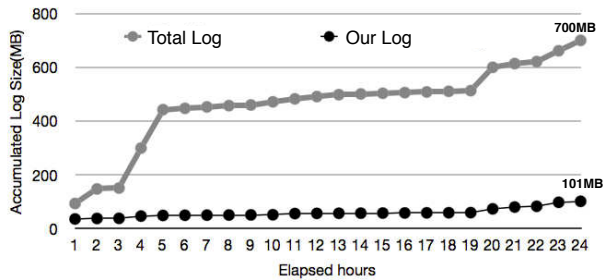 800
Total Log
Our Log
700MB
600
400
200
101MB
0
1 2 3 4 5 6 7 8 9 10 11 12 13 14 15 16 17 18 19 20 21 22 23 24
Accumulated Log Size(MB)
Elapsed hours